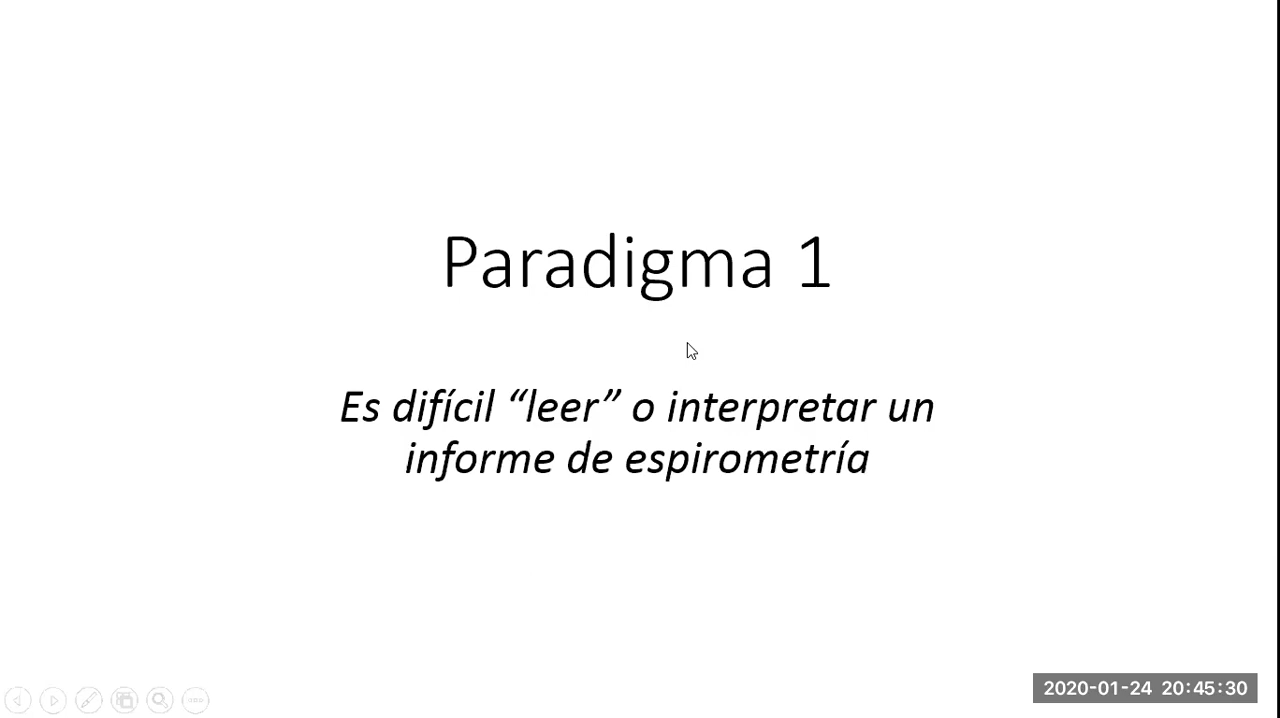 Paradigma 1
Es difícil “leer” o interpretar un
informe de espirometría
2020-01-24 20:45:30